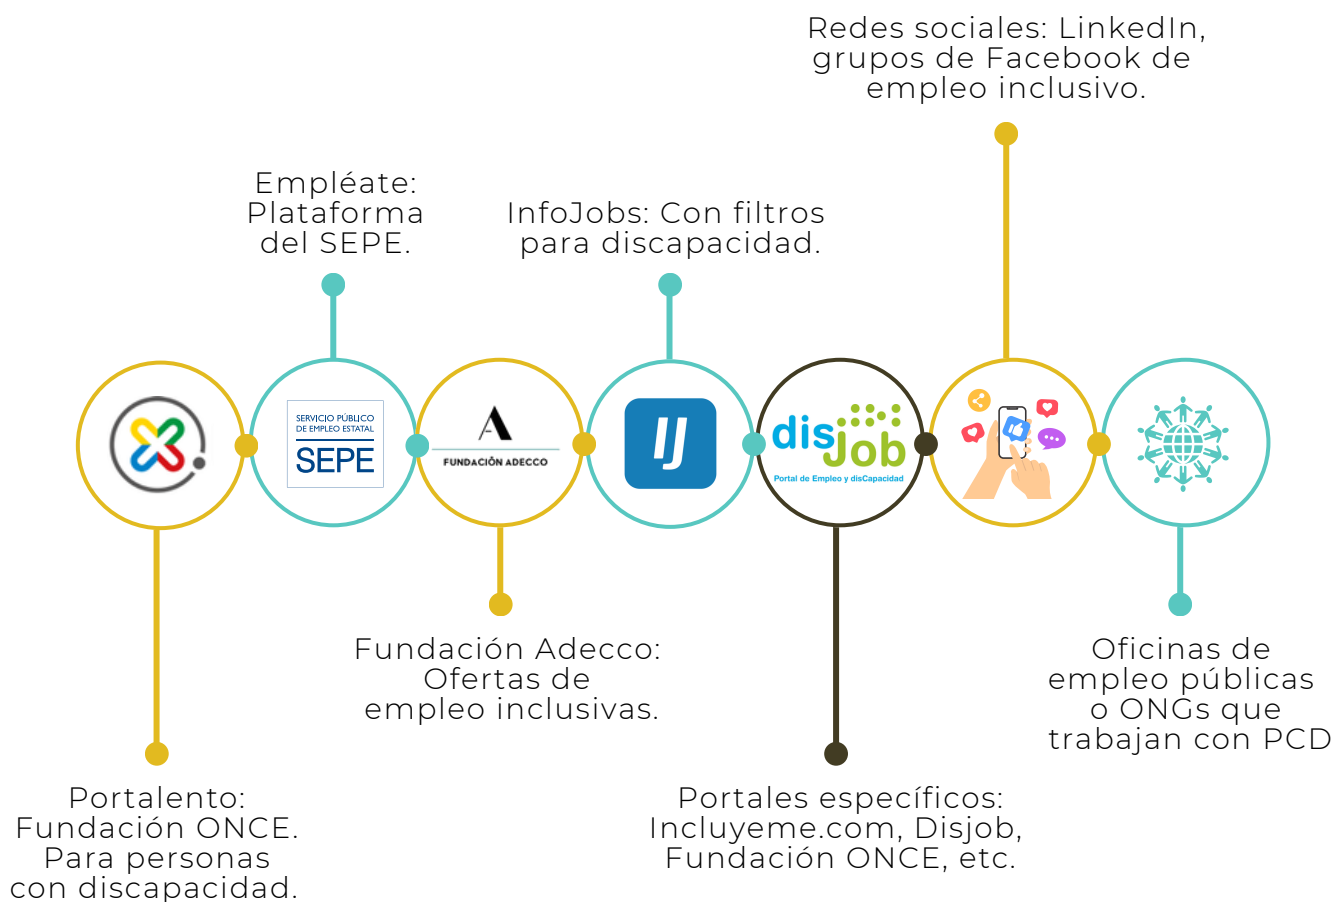 Redes sociales: LinkedIn,
grupos de Facebook de
empleo inclusivo.
Empléate:
Plataforma
del SEPE.
InfoJobs: Con filtros
para discapacidad.
SERVICIO PÚBLICO
DE EMPLEO ESTATAL
SEPE
A
FUNDACIÓN ADECCO
IJ
disJob
Portal de Empleo y disCapacidad
Fundación Adecco:
Ofertas de
empleo inclusivas.
Oficinas de
empleo públicas
o ONGs que
trabajan con PCD
Portalento:
Fundación ONCE.
Para personas
con discapacidad.
Portales específicos:
Incluyeme.com, Disjob,
Fundación ONCE, etc.